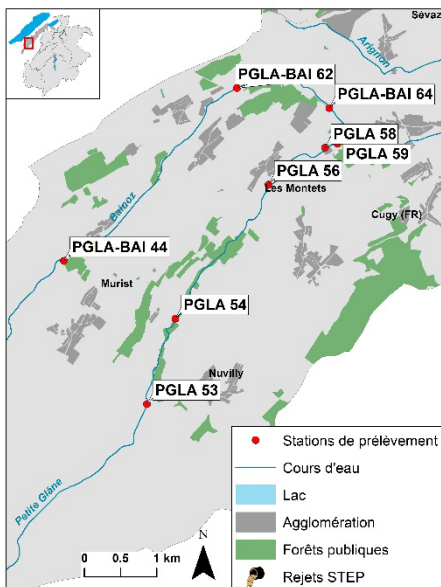 Sévaz
Arignon
PGLA-BAI 62
PGLA-BAI 64
PGLA 58
PGLA 59
PGLA 56
Les Montets
Bainoz
Cugy (FR)
PGLA-BAI 44
Murist
PGLA 54
Nuvilly
PGLA 53
Petite Glâne
Stations de prélèvement
Cours d'eau
Lac
Agglomération
Forêts publiques
Rejets STEP
N
0 0.5 1 km